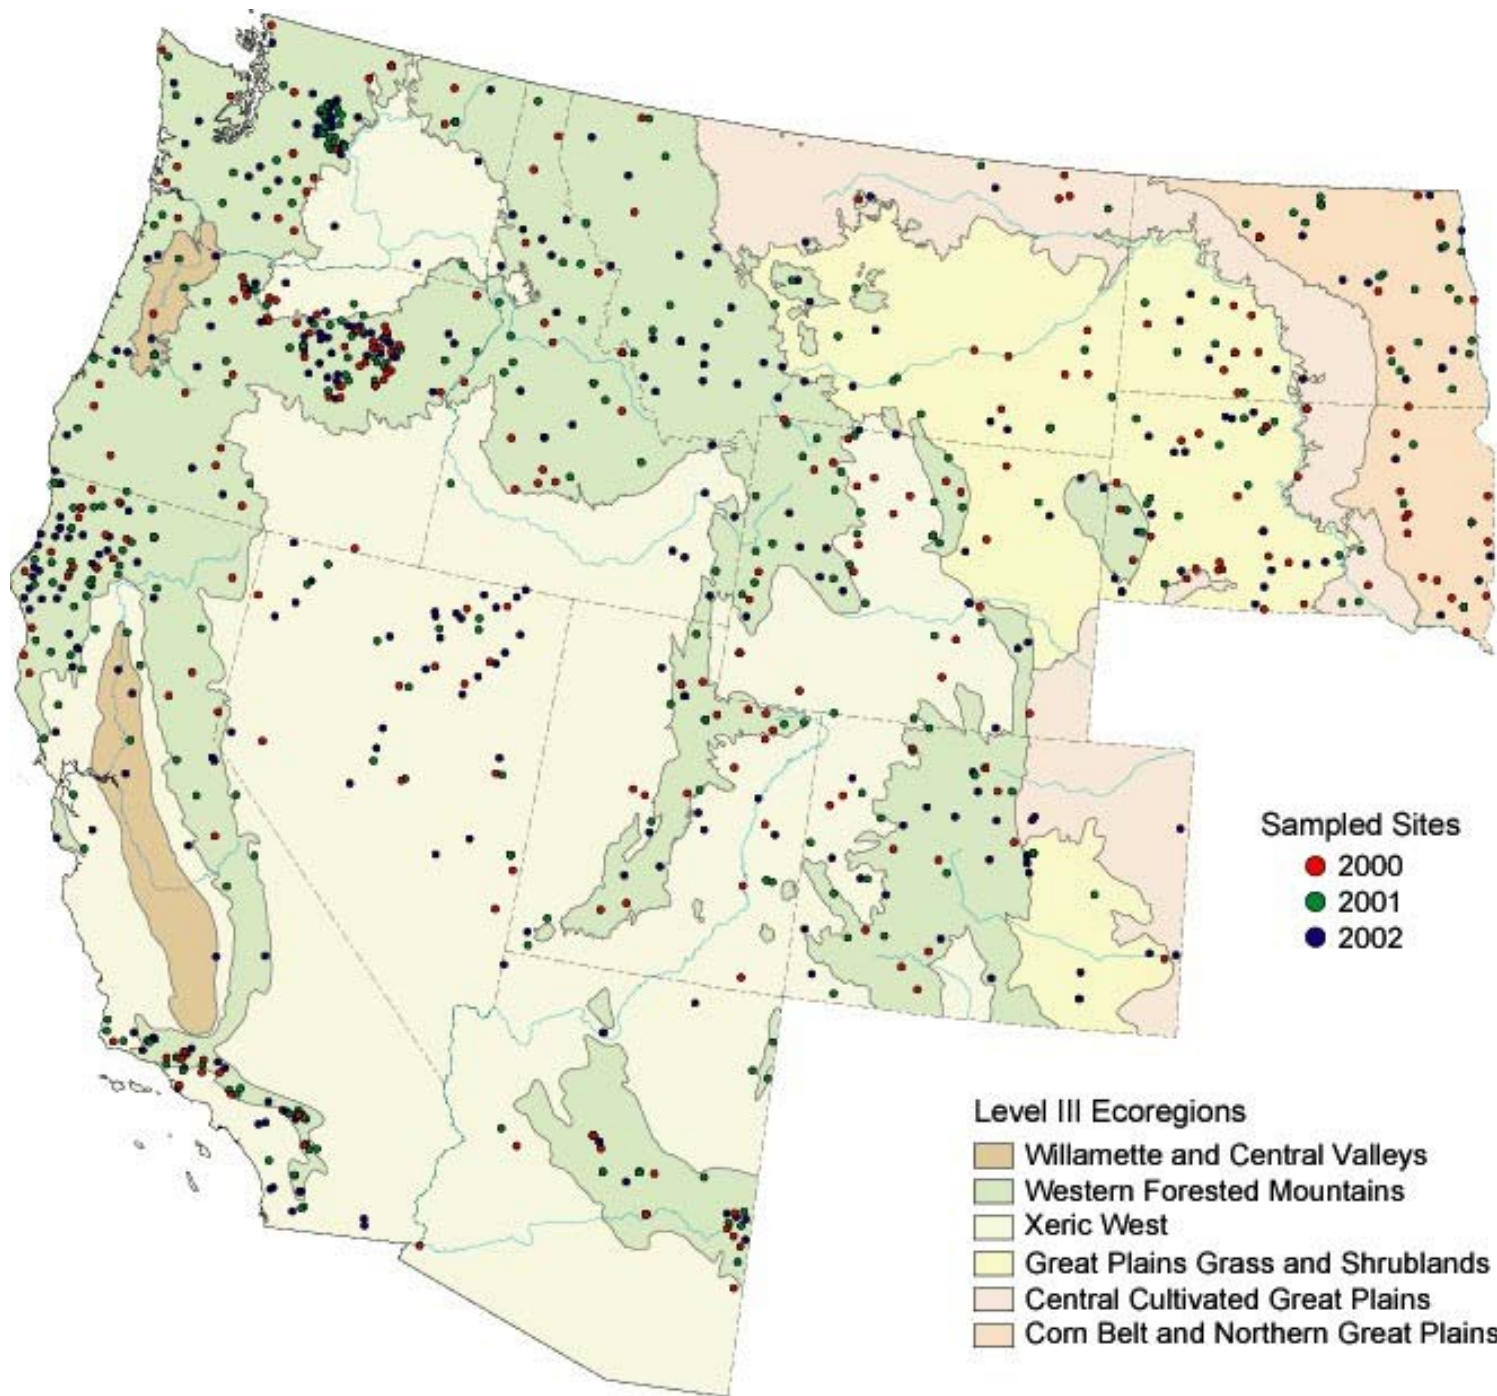 Sampled Sites
2000
2001
2002
Level III Ecoregions
Willamette and Central Valleys
Western Forested Mountains
Xeric West
Great Plains Grass and Shrublands
Central Cultivated Great Plains
Corn Belt and Northern Great Plains